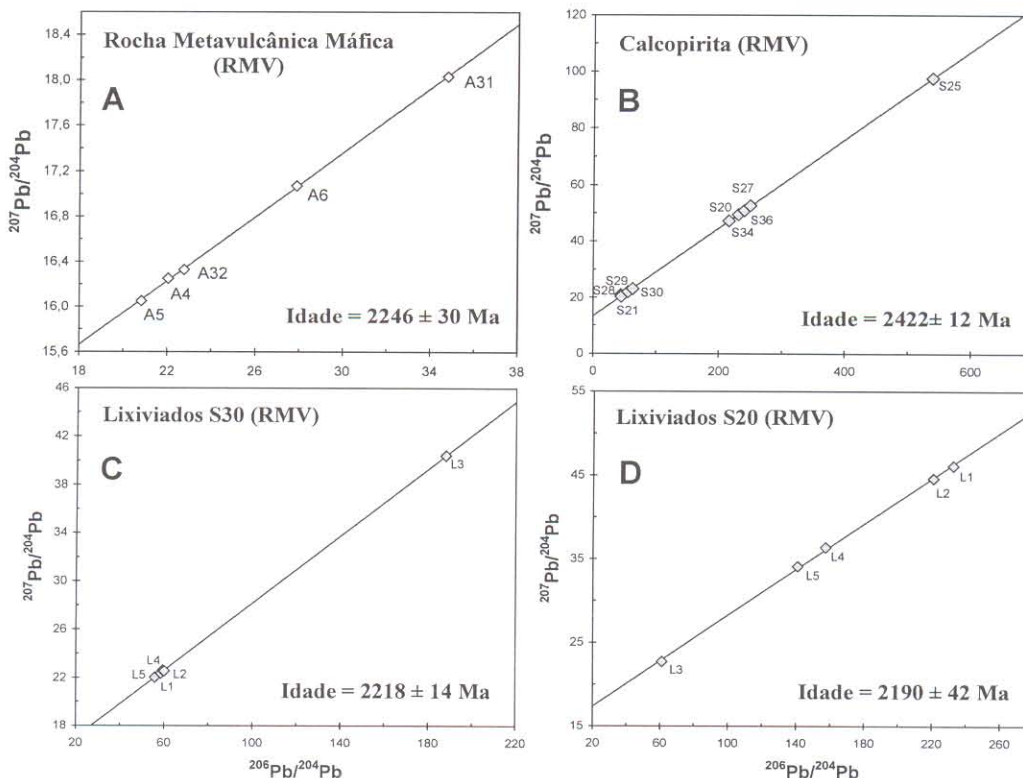 Rocha Metavulcânica Máfica
(RMV)
A
²⁰⁷Pb/²⁰⁴Pb
18,4
18,0
17,6
17,2
16,8
16,4
16,0
15,6
A31
A6
A32
A4
A5
Idade = 2246 ± 30 Ma
18 22 26 30 34 38
Calcopirita (RMV)
B
²⁰⁷Pb/²⁰⁴Pb
120
100
80
60
40
20
0
S25
S27
S20
S36
S34
S29
S28
S30
S21
Idade = 2422± 12 Ma
0 200 400 600
Lixiviados S30 (RMV)
C
²⁰⁷Pb/²⁰⁴Pb
46
42
38
34
30
26
22
18
L3
L4
L5 L2
L1
Idade = 2218 ± 14 Ma
20 60 100 140 180 220
²⁰⁶Pb/²⁰⁴Pb
Lixiviados S20 (RMV)
D
²⁰⁷Pb/²⁰⁴Pb
55
45
35
25
15
L1
L2
L4
L5
L3
Idade = 2190 ± 42 Ma
20 60 100 140 180 220 260
²⁰⁶Pb/²⁰⁴Pb